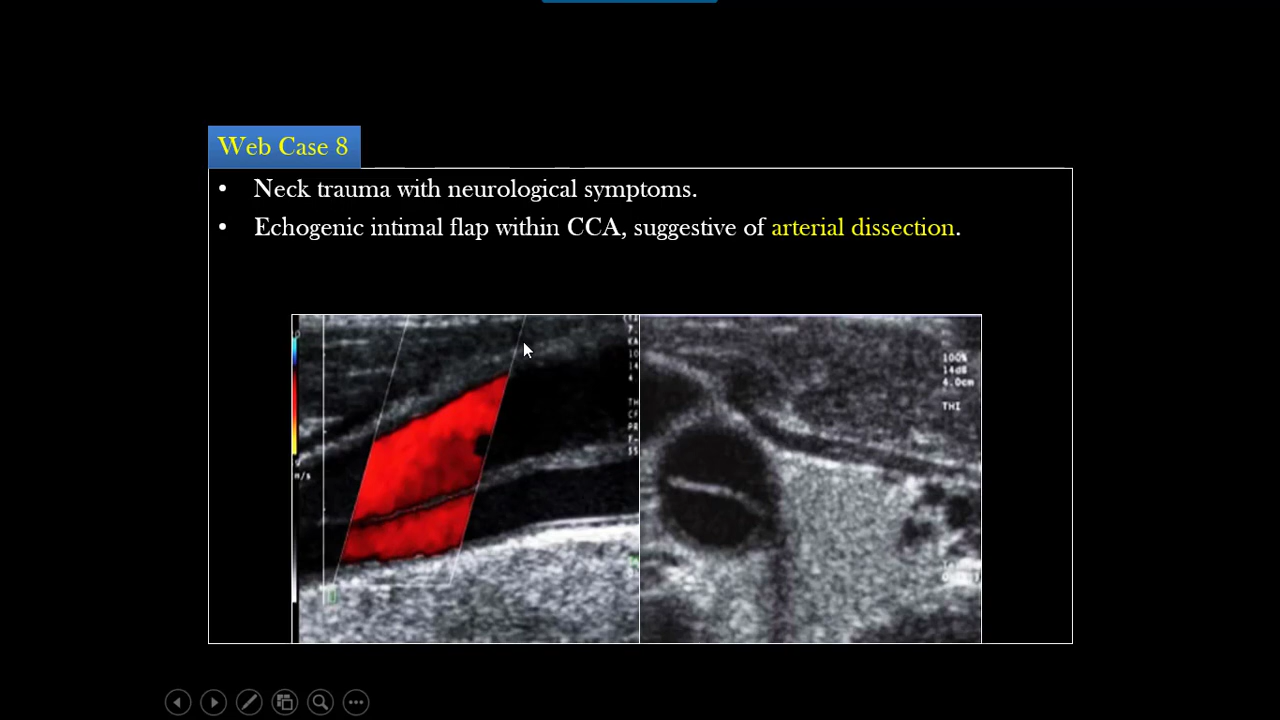 Web Case 8
• Neck trauma with neurological symptoms.
• Echogenic intimal flap within CCA, suggestive of arterial dissection.
m/s
100%
14dB
4.0cm
THI